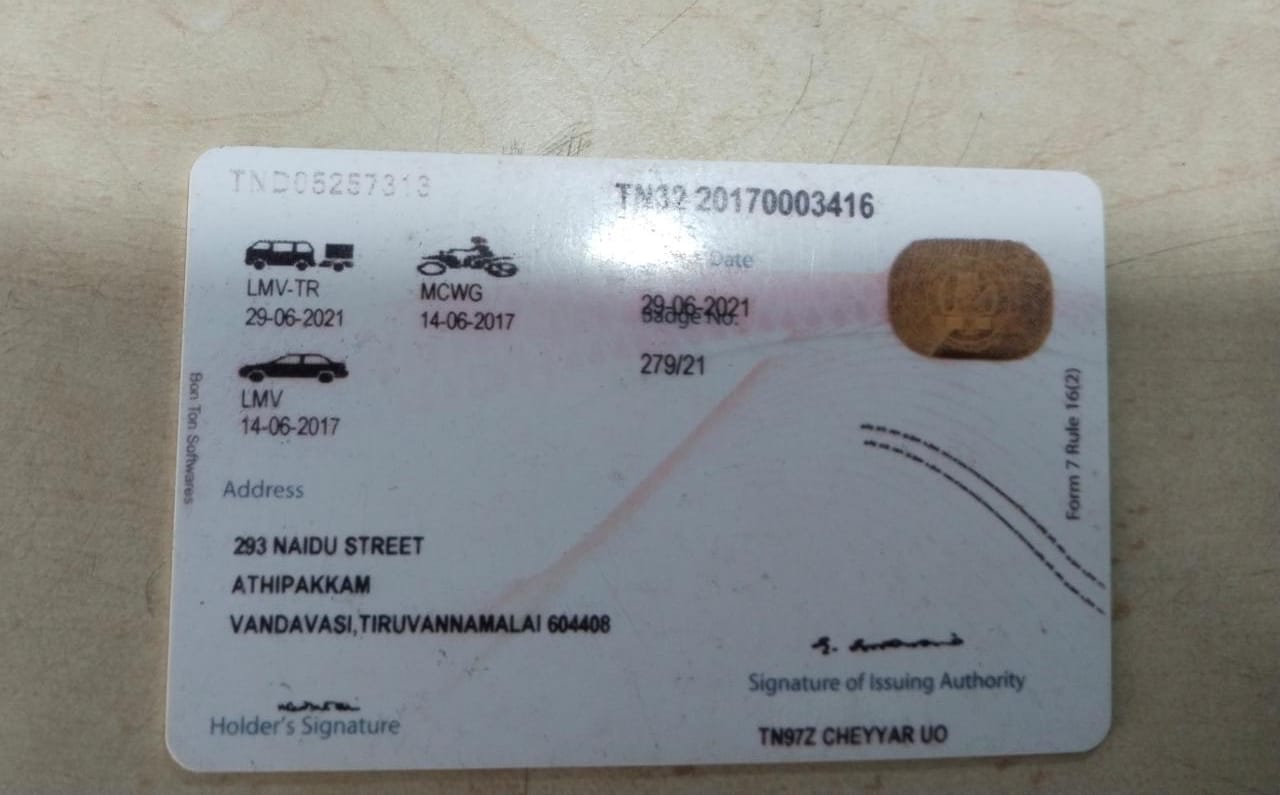 TND05257313
TN32 20170003416
Date
LMV-TR
29-06-2021
MCWG
14-06-2017
29-06-2021
Badge No.
279/21
LMV
14-06-2017
Bon Ton Softwares
Form 7 Rule 16(2)
Address
293 NAIDU STREET
ATHIPAKKAM
VANDAVASI,TIRUVANNAMALAI 604408
Signature of Issuing Authority
Holder's Signature
TN97Z CHEYYAR UO